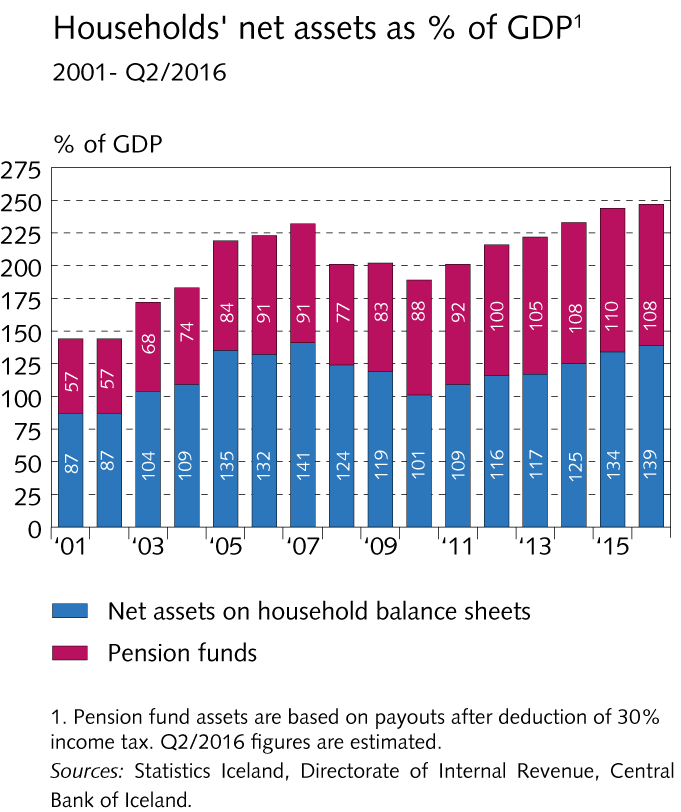 Households' net assets as % of GDP¹
2001- Q2/2016
% of GDP
275
250
225
200
175
150
125
100
75
50
25
0
57 57 68 74 84 91 91 77 83 88 92 100 105 108 110 108
87 87 104 109 135 132 141 124 119 101 109 116 117 125 134 139
‘01 ‘03 ‘05 ‘07 ‘09 ‘11 ‘13 ‘15
Net assets on household balance sheets
Pension funds
1. Pension fund assets are based on payouts after deduction of 30%
income tax. Q2/2016 figures are estimated.
Sources: Statistics Iceland, Directorate of Internal Revenue, Central
Bank of Iceland.